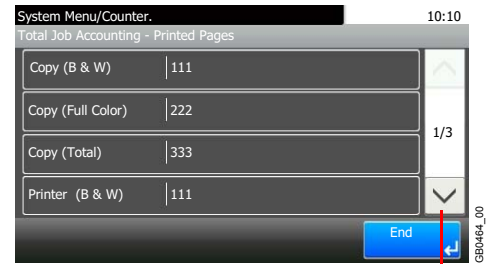 System Menu/Counter. 10:10
Total Job Accounting - Printed Pages
Copy (B & W) 111
Copy (Full Color) 222
1/3
Copy (Total) 333
Printer (B & W) 111
End
GB0464_00